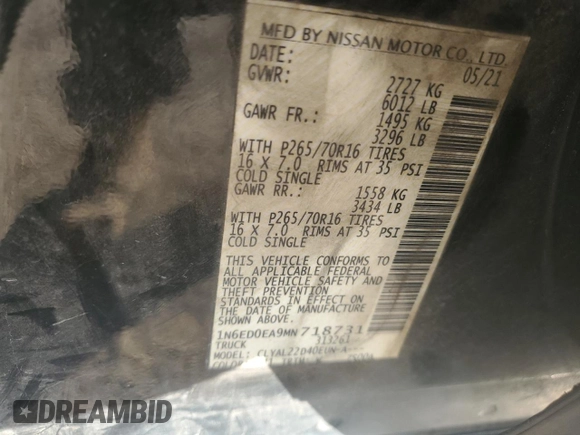 MFD BY NISSAN MOTOR CO., LTD.
DATE: 05/21
GVWR: 2727 KG
6012 LB
GAWR FR.: 1495 KG
3296 LB
WITH P265/70R16 TIRES
16 X 7.0 RIMS AT 35 PSI
COLD SINGLE
GAWR RR.: 1558 KG
3434 LB
WITH P265/70R16 TIRES
16 X 7.0 RIMS AT 35 PSI
COLD SINGLE
THIS VEHICLE CONFORMS TO
ALL APPLICABLE FEDERAL
MOTOR VEHICLE SAFETY AND
THEFT PREVENTION
STANDARDS IN EFFECT ON THE
DATE OF MANUFACTURE
SHOWN ABOVE.
1N6ED0EA9MN718731
TRUCK 313261
MODEL: CLYAL22D40EUN-A---
DREAMBID